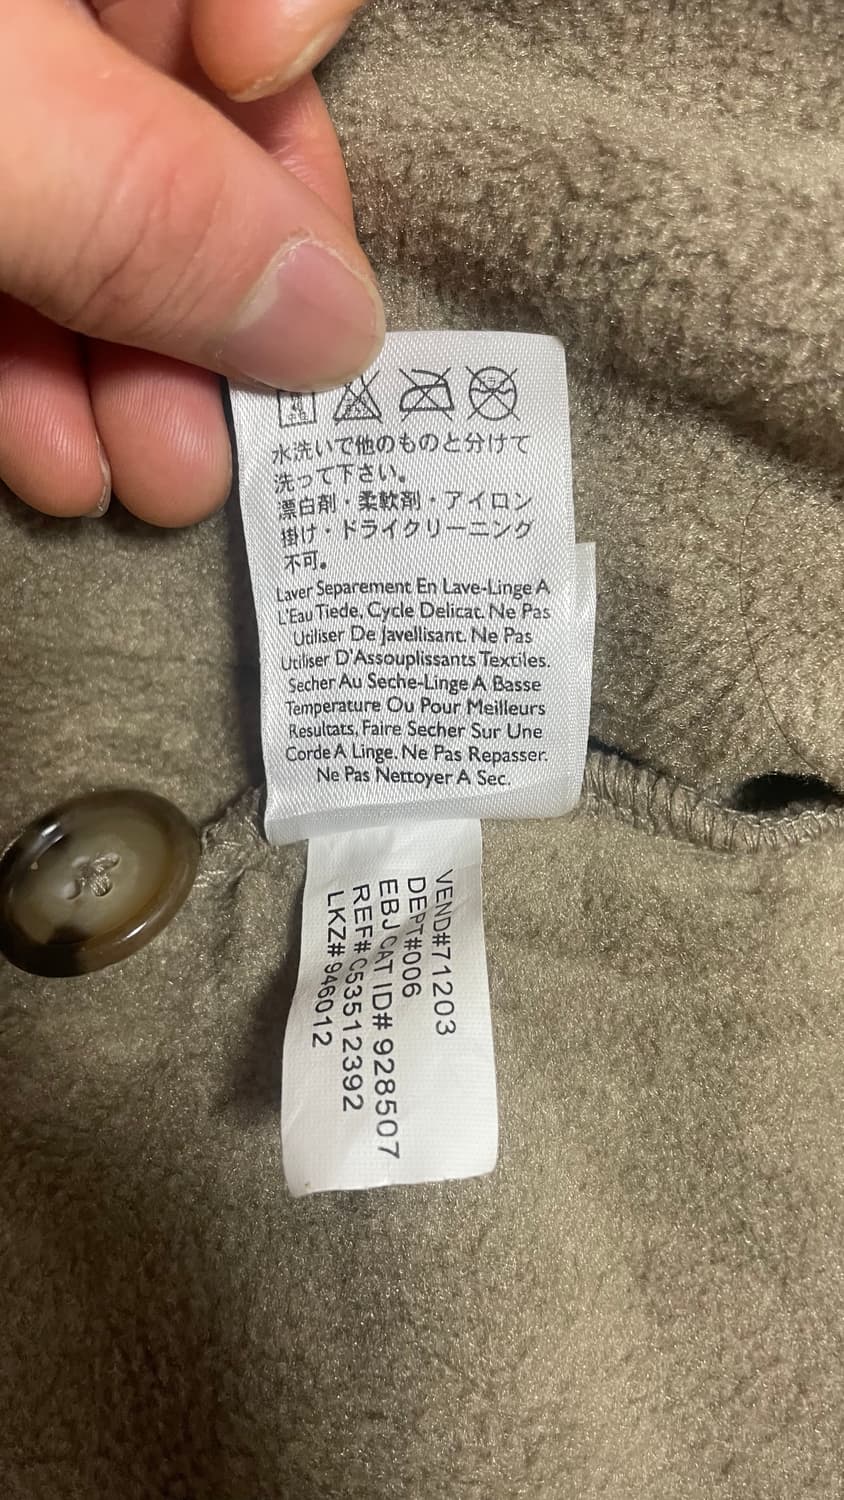 水洗いで他のものと分けて
洗って下さい。
漂白剤・柔軟剤・アイロン
掛け・ドライクリーニング
不可。
Laver Separement En Lave-Linge A
L'Eau Tiede, Cycle Delicat. Ne Pas
Utiliser De Javellisant. Ne Pas
Utiliser D'Assouplissants Textiles.
Secher Au Seche-Linge A Basse
Temperature Ou Pour Meilleurs
Resultats, Faire Secher Sur Une
Corde A Linge. Ne Pas Repasser.
Ne Pas Nettoyer A Sec.
VEND#71203
DEPT#006
EBJ CAT ID# 928507
REF# C53512392
LKZ# 946012